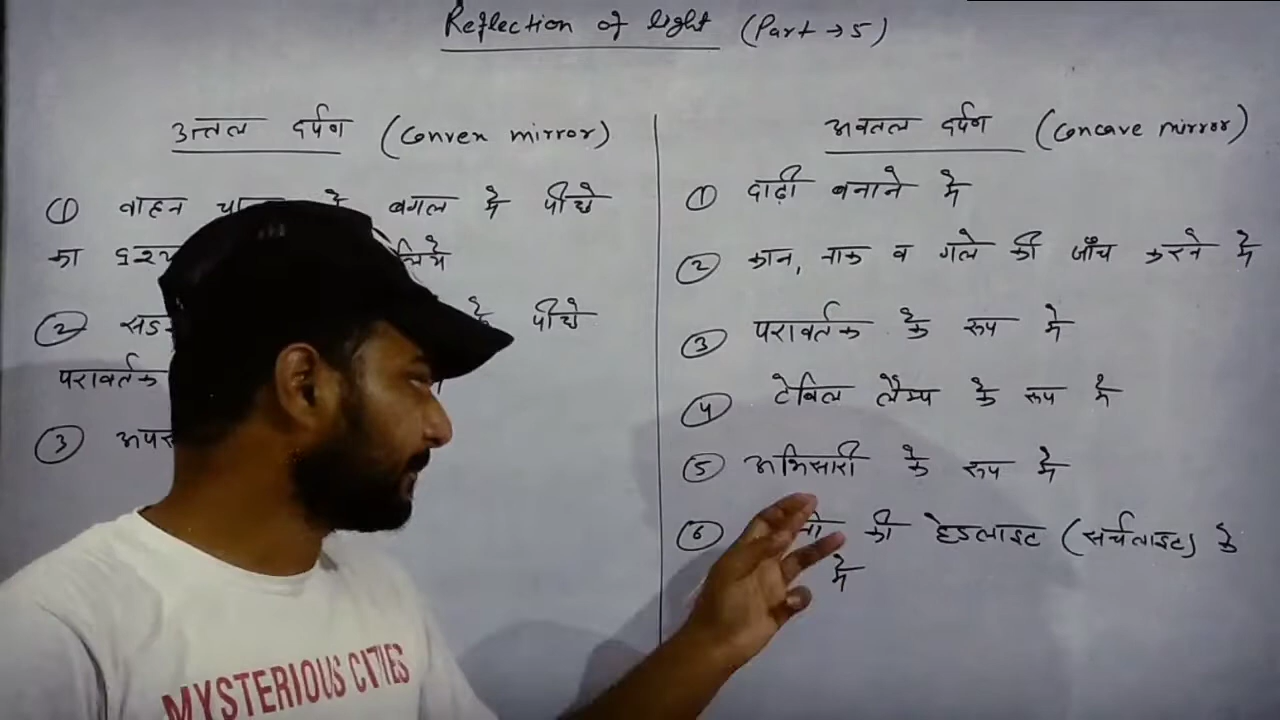 Reflection of light (Part → 5)
उत्तल दर्पण (Convex mirror)
① वाहन बगल मे पीछे
का लिये
② के पीछे
परावर्तक
③
अवतल दर्पण (Concave mirror)
① दाढ़ी बनाने मे
② कान, नाक व गले की जाँच करने मे
③ परावर्तक के रूप मे
④ टेबिल लैम्प के रूप मे
⑤ अभिसारी के रूप मे
⑥ की हेडलाइट (सर्चलाइट) के
मे
MYSTERIOUS CITIES